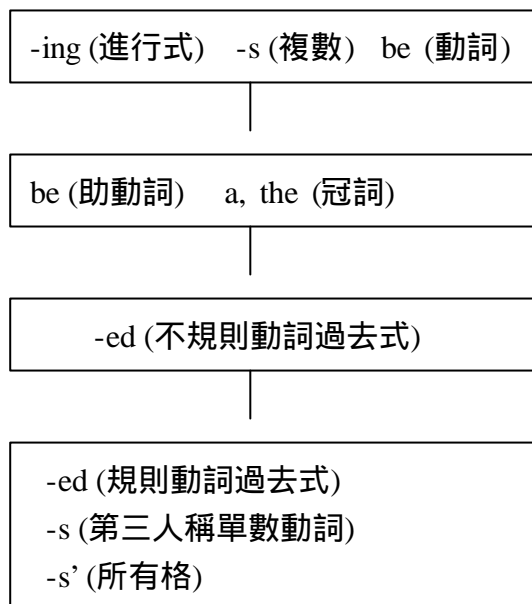 -ing (進行式) -s (複數) be (動詞)
be (助動詞) a, the (冠詞)
-ed (不規則動詞過去式)
-ed (規則動詞過去式)
-s (第三人稱單數動詞)
-s’ (所有格)